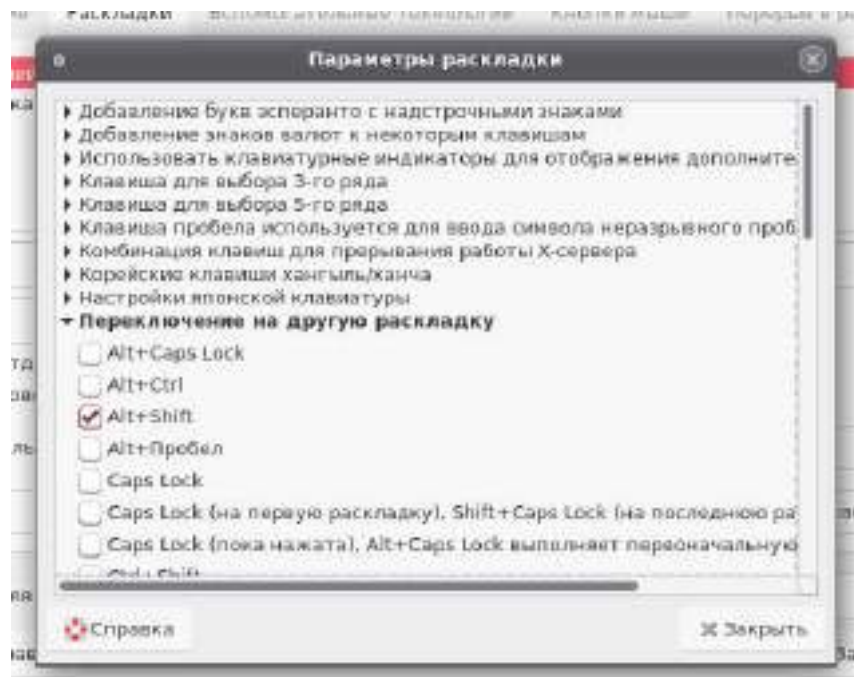 Раскладки
Параметры раскладки
Добавление букв эсперанто с надстрочными знаками
Добавление знаков валют к некоторым клавишам
Использовать клавиатурные индикаторы для отображения дополните
Клавиша для выбора 3-го ряда
Клавиша для выбора 5-го ряда
Клавиша пробела используется для ввода символа неразрывного проб
Комбинация клавиш для прерывания работы X-сервера
Корейские клавиши хангыль/ханча
Настройки японской клавиатуры
Переключение на другую раскладку
Alt+Caps Lock
Alt+Ctrl
Alt+Shift
Alt+Пробел
Caps Lock
Caps Lock (на первую раскладку), Shift+Caps Lock (на последнюю ра
Caps Lock (пока нажата), Alt+Caps Lock выполняет первоначальную
Ctrl+Shift
Справка
Закрыть